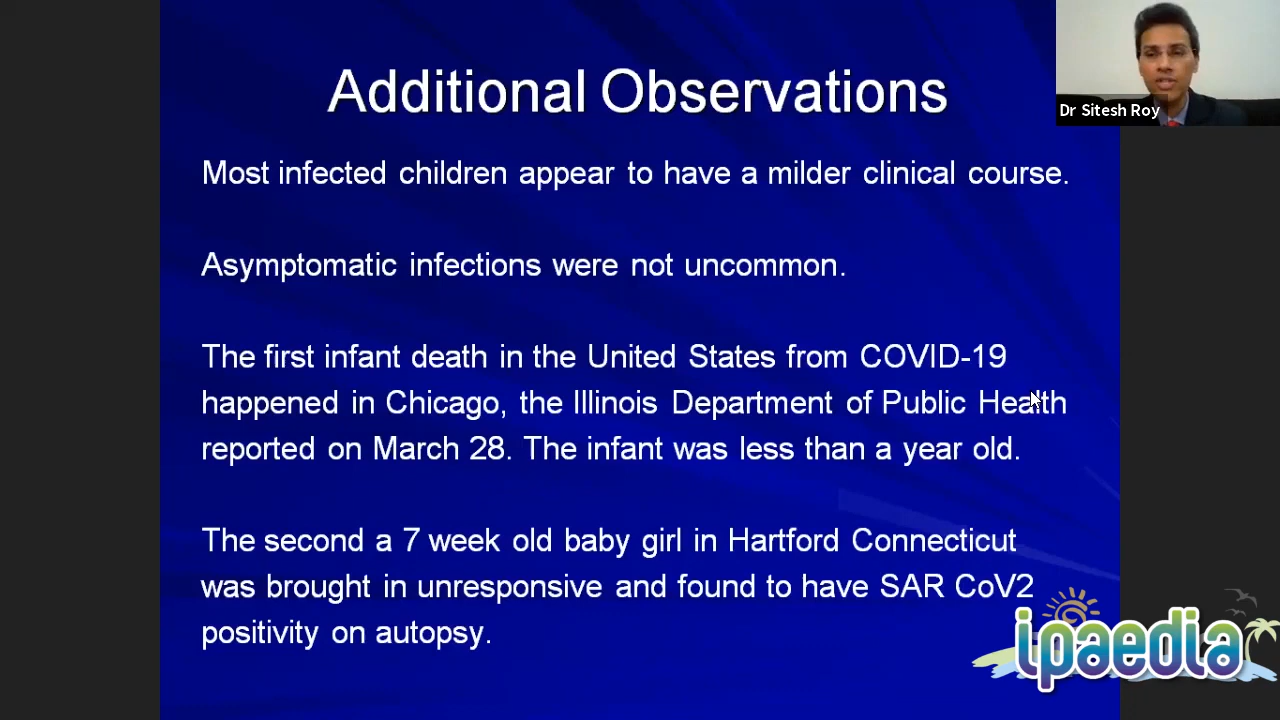 Additional Observations
Dr Sitesh Roy
Most infected children appear to have a milder clinical course.
Asymptomatic infections were not uncommon.
The first infant death in the United States from COVID-19
happened in Chicago, the Illinois Department of Public Health
reported on March 28. The infant was less than a year old.
The second a 7 week old baby girl in Hartford Connecticut
was brought in unresponsive and found to have SAR CoV2
positivity on autopsy.
ipaedia